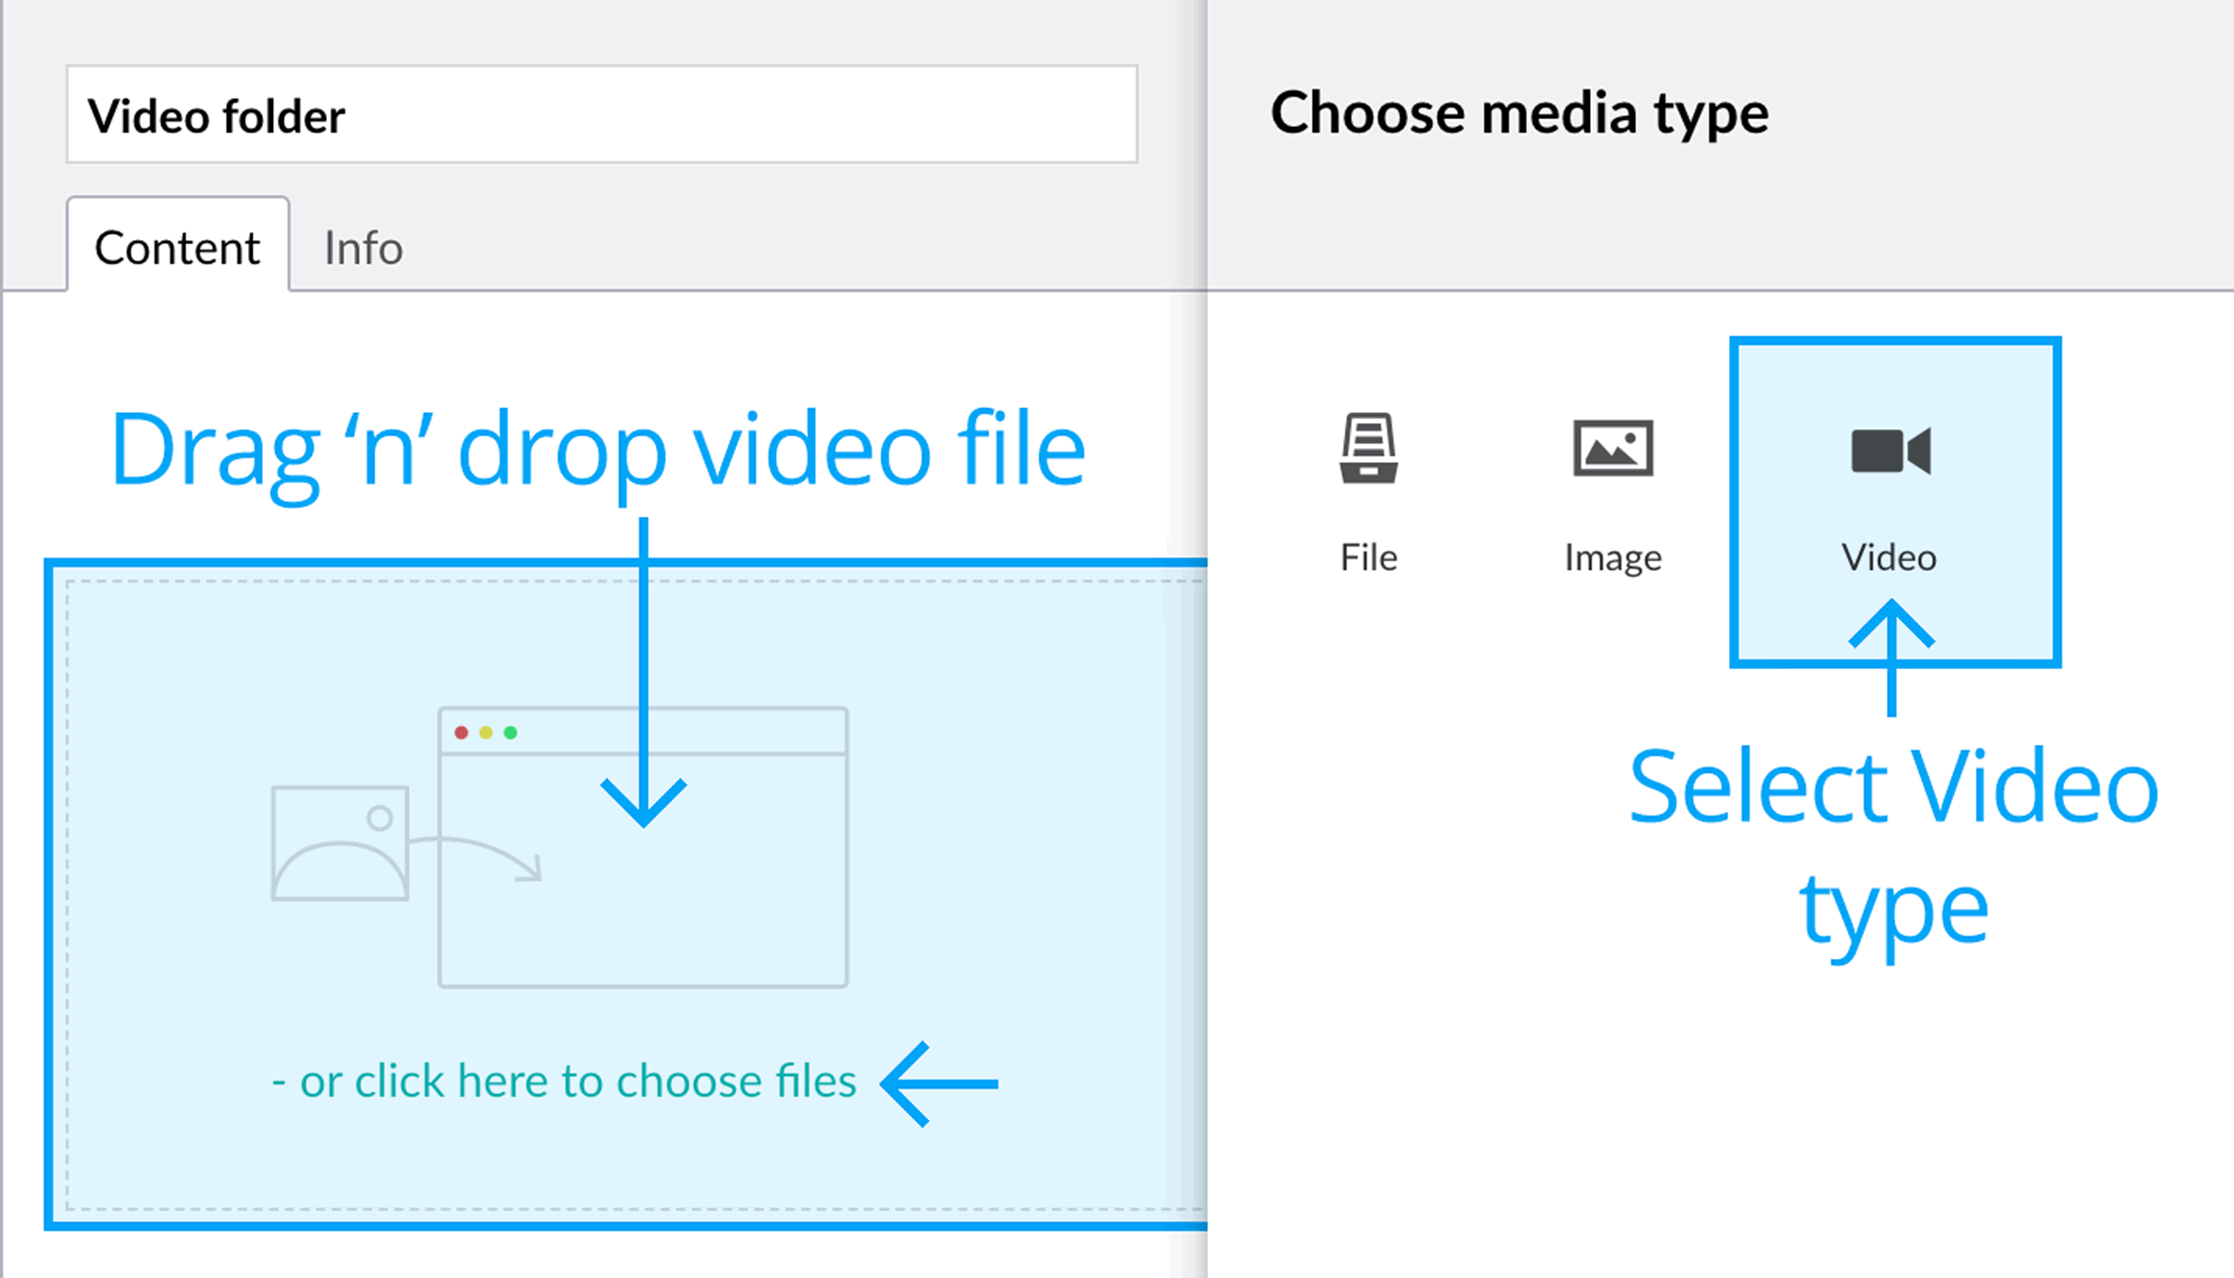 Video folder
Content
Info
Drag ‘n’ drop video file
- or click here to choose files
Choose media type
File
Image
Video
Select Video
type